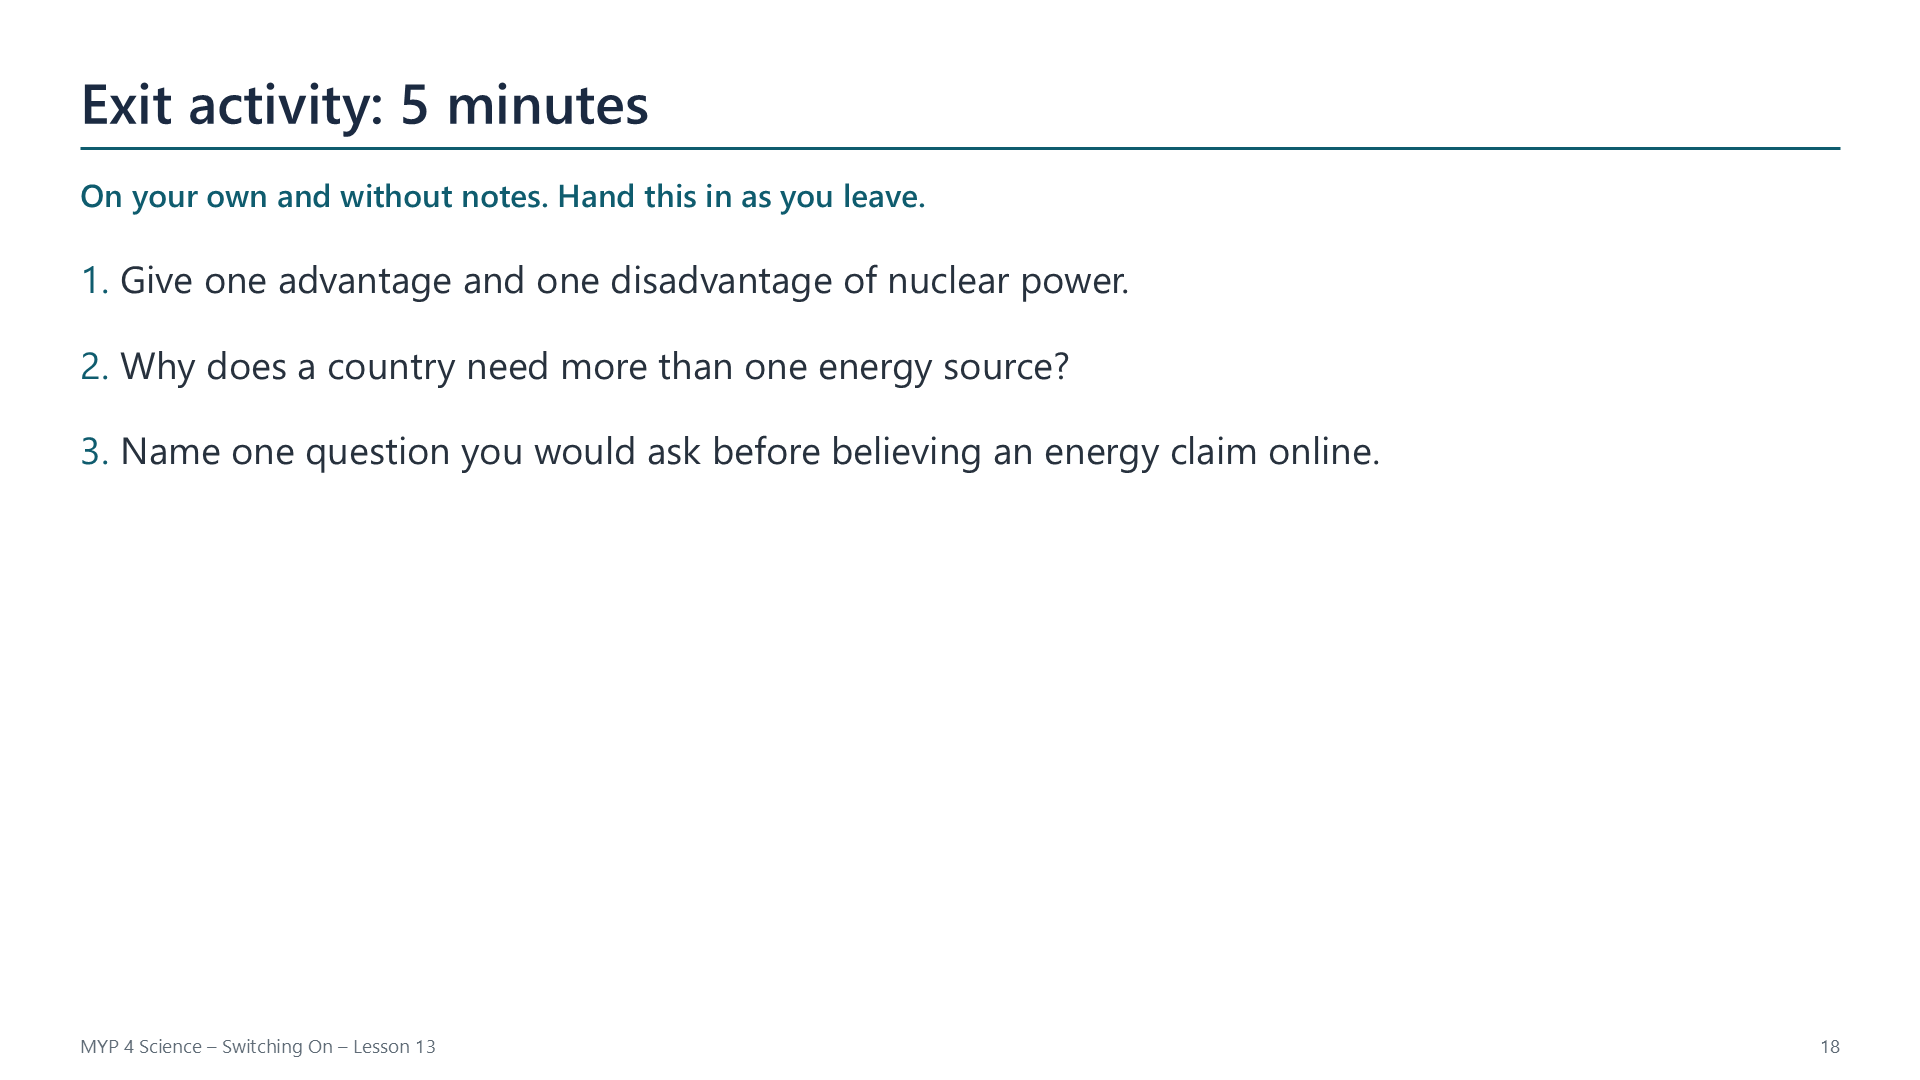 Exit activity: 5 minutes
On your own and without notes. Hand this in as you leave.
1. Give one advantage and one disadvantage of nuclear power.
2. Why does a country need more than one energy source?
3. Name one question you would ask before believing an energy claim online.
MYP 4 Science – Switching On – Lesson 13
18